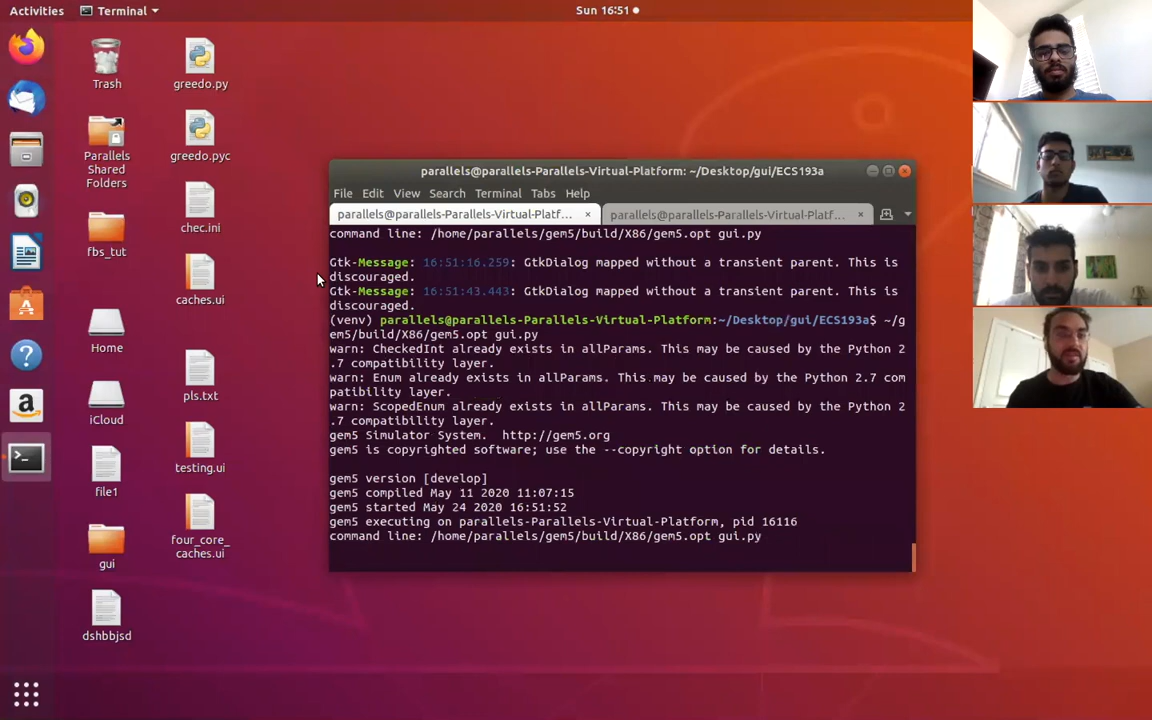 Activities
Terminal
Sun 16:51
Trash
greedo.py
Parallels
Shared
Folders
greedo.pyc
fbs_tut
chec.ini
caches.ui
Home
iCloud
pls.txt
file1
testing.ui
gui
four_core_
caches.ui
dshbbjsd
parallels@parallels-Parallels-Virtual-Platform: ~/Desktop/gui/ECS193a
File Edit View Search Terminal Tabs Help
parallels@parallels-Parallels-Virtual-Platf... × parallels@parallels-Parallels-Virtual-Platf... ×
command line: /home/parallels/gem5/build/X86/gem5.opt gui.py
Gtk-Message: 16:51:16.259: GtkDialog mapped without a transient parent. This is
discouraged.
Gtk-Message: 16:51:43.443: GtkDialog mapped without a transient parent. This is
discouraged.
(venv) parallels@parallels-Parallels-Virtual-Platform:~/Desktop/gui/ECS193a$ ~/g
em5/build/X86/gem5.opt gui.py
warn: CheckedInt already exists in allParams. This may be caused by the Python 2
.7 compatibility layer.
warn: Enum already exists in allParams. This may be caused by the Python 2.7 com
patibility layer.
warn: ScopedEnum already exists in allParams. This may be caused by the Python 2
.7 compatibility layer.
gem5 Simulator System.  http://gem5.org
gem5 is copyrighted software; use the --copyright option for details.
gem5 version [develop]
gem5 compiled May 11 2020 11:07:15
gem5 started May 24 2020 16:51:52
gem5 executing on parallels-Parallels-Virtual-Platform, pid 16116
command line: /home/parallels/gem5/build/X86/gem5.opt gui.py